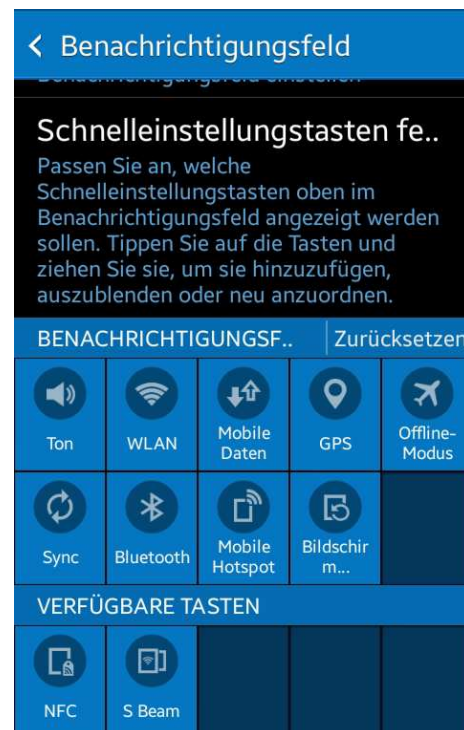 Benachrichtigungsfeld
Schnelleinstellungstasten fe..
Passen Sie an, welche
Schnelleinstellungstasten oben im
Benachrichtigungsfeld angezeigt werden
sollen. Tippen Sie auf die Tasten und
ziehen Sie sie, um sie hinzuzufügen,
auszublenden oder neu anzuordnen.
BENACHRICHTIGUNGSF.. Zurücksetzen
Ton WLAN Mobile Daten GPS Offline-Modus
Sync Bluetooth Mobile Hotspot Bildschirm...
VERFÜGBARE TASTEN
NFC S Beam